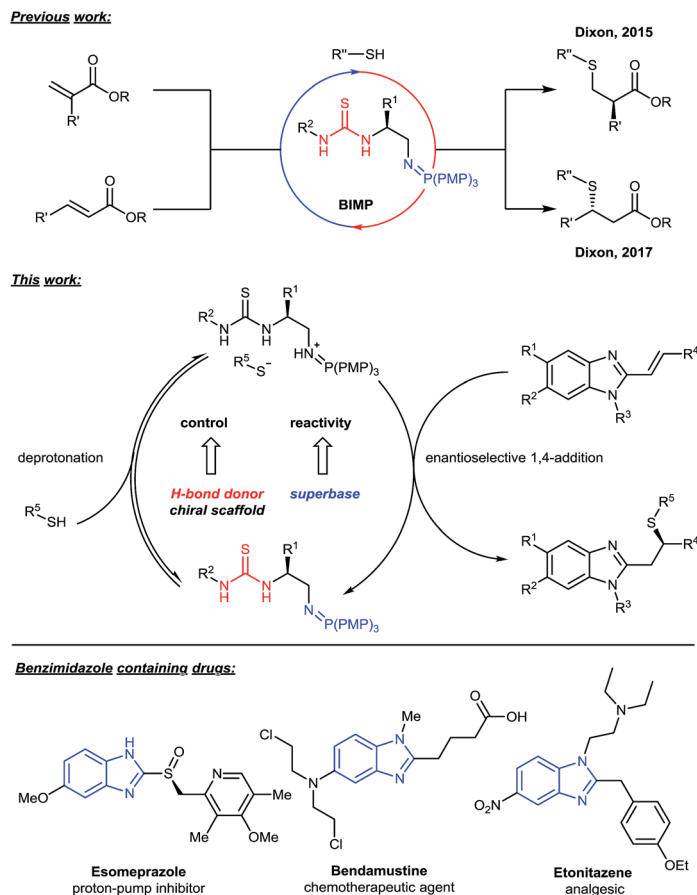 Previous work:
Dixon, 2015
R"—SH
R"
S
O
OR
R'
O
OR
R'
S
R1
R2
N
H
N
H
N
P(PMP)3
BIMP
R'
O
OR
R"
S
O
R'
OR
Dixon, 2017
This work:
S
R1
R2
N
H
N
H
HN
+
P(PMP)3
R5
S
-
R1
R2
N
N
R3
R4
control
reactivity
deprotonation
enantioselective 1,4-addition
H-bond donor
superbase
chiral scaffold
R5
SH
R5
S
R4
R1
R2
N
N
R3
S
R1
R2
N
H
N
H
N
P(PMP)3
Benzimidazole containing drugs:
H
N
N
MeO
O
S
N
Me
Me
OMe
Esomeprazole
proton-pump inhibitor
Cl
N
Cl
Me
N
N
O
OH
Bendamustine
chemotherapeutic agent
N
N
N
O2N
OEt
Etonitazene
analgesic